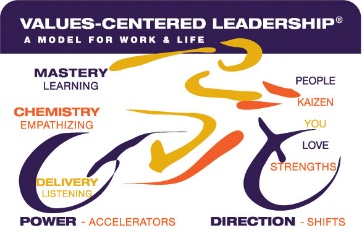 VALUES-CENTERED LEADERSHIP®
A MODEL FOR WORK & LIFE
MASTERY
LEARNING
CHEMISTRY
EMPATHIZING
DELIVERY
LISTENING
POWER - ACCELERATORS
PEOPLE
KAIZEN
YOU
LOVE
STRENGTHS
DIRECTION - SHIFTS